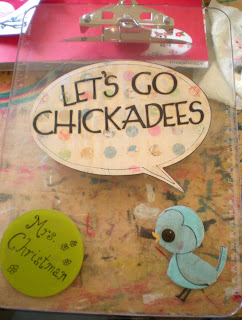 LET'S GO
CHICKADEES
Mrs.
Christman